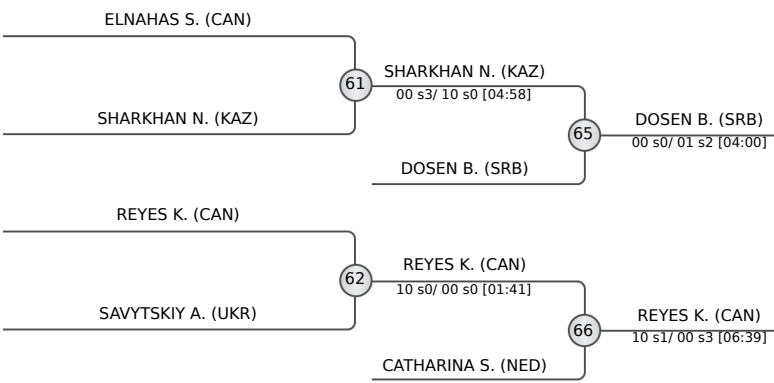 ELNAHAS S. (CAN)
61
SHARKHAN N. (KAZ)
00 s3/ 10 s0 [04:58]
SHARKHAN N. (KAZ)
65
DOSEN B. (SRB)
00 s0/ 01 s2 [04:00]
DOSEN B. (SRB)
REYES K. (CAN)
62
REYES K. (CAN)
10 s0/ 00 s0 [01:41]
SAVYTSKIY A. (UKR)
66
REYES K. (CAN)
10 s1/ 00 s3 [06:39]
CATHARINA S. (NED)